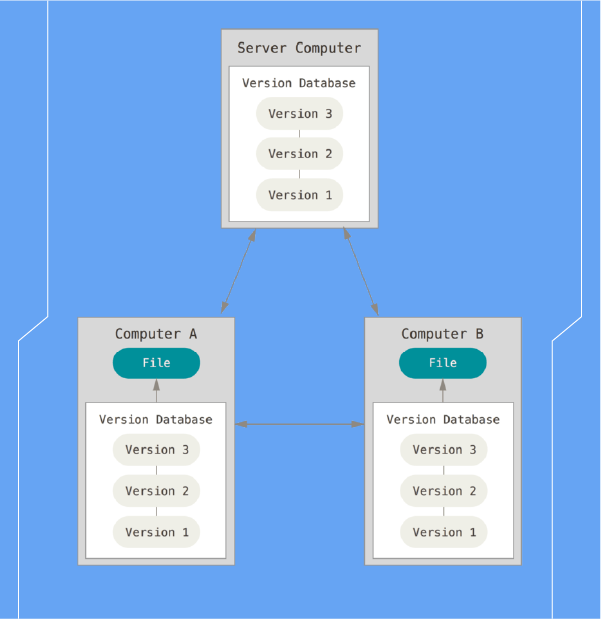 Server Computer
Version Database
Version 3
Version 2
Version 1
Computer A
File
Version Database
Version 3
Version 2
Version 1
Computer B
File
Version Database
Version 3
Version 2
Version 1